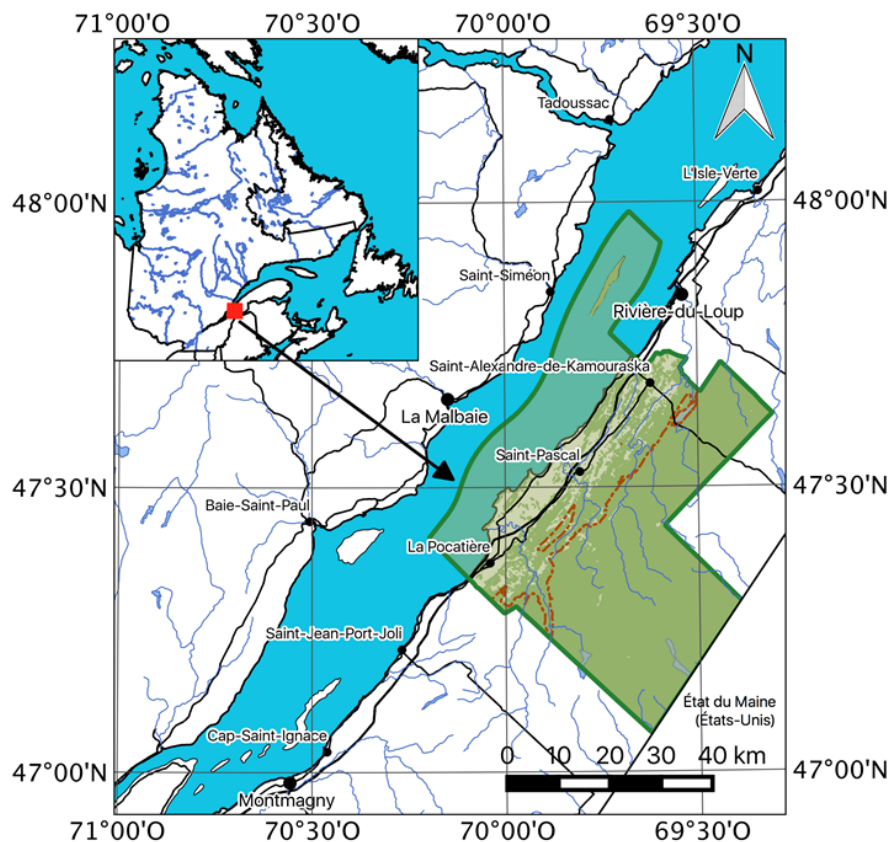 71°00'O 70°30'O 70°00'O 69°30'O
N
Tadoussac
L'Isle-Verte
48°00'N 48°00'N
Saint-Siméon
Rivière-du-Loup
Saint-Alexandre-de-Kamouraska
La Malbaie
Saint-Pascal
47°30'N 47°30'N
Baie-Saint-Paul
La Pocatière
Saint-Jean-Port-Joli
État du Maine
(États-Unis)
Cap-Saint-Ignace
0 10 20 30 40 km
47°00'N 47°00'N
Montmagny
71°00'O 70°30'O 70°00'O 69°30'O